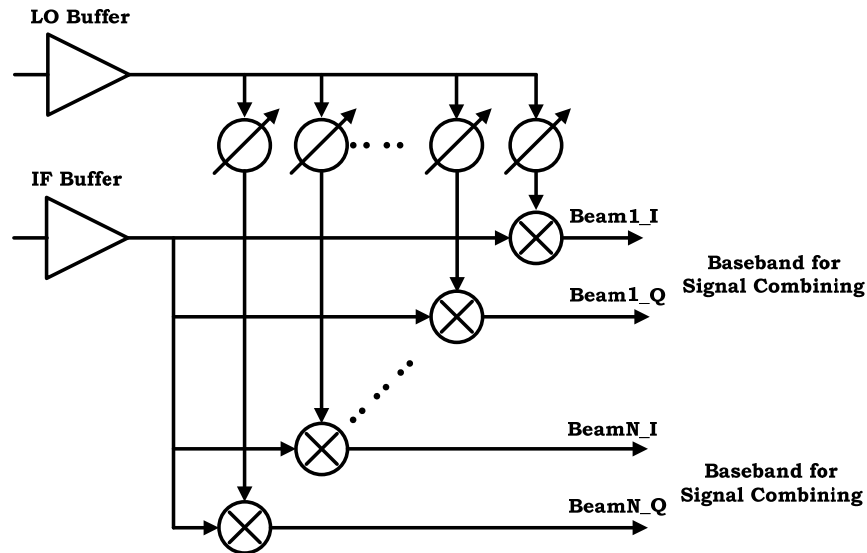 LO Buffer
IF Buffer
Beam1_I
Baseband for
Signal Combining
Beam1_Q
BeamN_I
Baseband for
Signal Combining
BeamN_Q